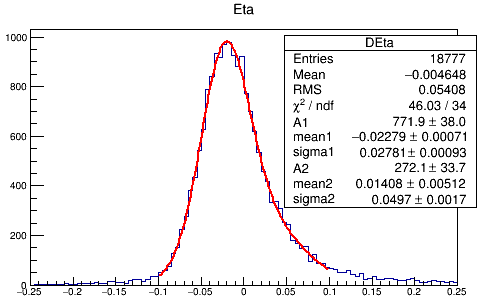 Eta
DEta
Entries 18777
Mean −0.004648
RMS 0.05408
χ² / ndf 46.03 / 34
A1 771.9 ± 38.0
mean1 −0.02279 ± 0.00071
sigma1 0.02781 ± 0.00093
A2 272.1 ± 33.7
mean2 0.01408 ± 0.00512
sigma2 0.0497 ± 0.0017
1000
800
600
400
200
0
−0.25 −0.2 −0.15 −0.1 −0.05 0 0.05 0.1 0.15 0.2 0.25